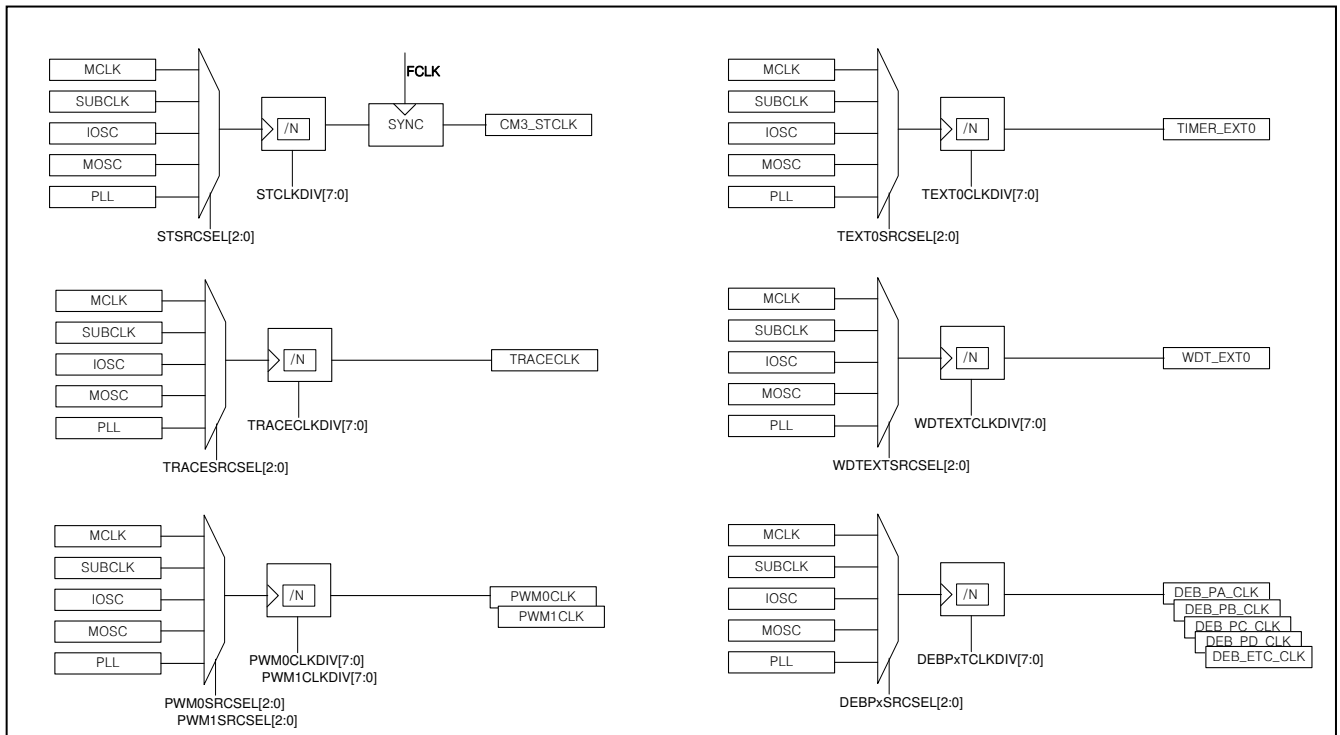 MCLK
SUBCLK
IOSC
MOSC
PLL
STSRCSEL[2:0]
/N
STCLKDIV[7:0]
FCLK
SYNC
CM3_STCLK
MCLK
SUBCLK
IOSC
MOSC
PLL
TEXT0SRCSEL[2:0]
/N
TEXT0CLKDIV[7:0]
TIMER_EXT0
MCLK
SUBCLK
IOSC
MOSC
PLL
TRACESRCSEL[2:0]
/N
TRACECLKDIV[7:0]
TRACECLK
MCLK
SUBCLK
IOSC
MOSC
PLL
WDTEXTSRCSEL[2:0]
/N
WDTEXTCLKDIV[7:0]
WDT_EXT0
MCLK
SUBCLK
IOSC
MOSC
PLL
PWM0SRCSEL[2:0]
PWM1SRCSEL[2:0]
/N
PWM0CLKDIV[7:0]
PWM1CLKDIV[7:0]
PWM0CLK
PWM1CLK
MCLK
SUBCLK
IOSC
MOSC
PLL
DEBPxSRCSEL[2:0]
/N
DEBPxTCLKDIV[7:0]
DEB_PA_CLK
DEB_PB_CLK
DEB_PC_CLK
DEB_PD_CLK
DEB_ETC_CLK